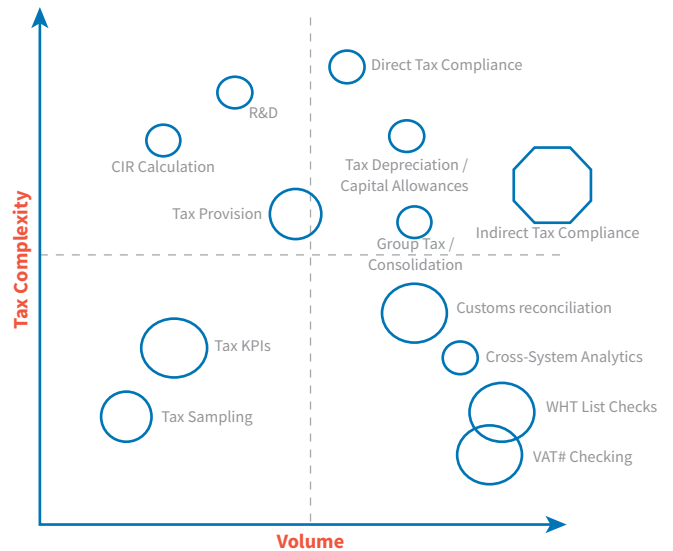 Direct Tax Compliance
R&D
CIR Calculation
Tax Depreciation /
Capital Allowances
Tax Provision
Indirect Tax Compliance
Group Tax /
Consolidation
Tax Complexity
Customs reconciliation
Tax KPIs
Cross-System Analytics
WHT List Checks
Tax Sampling
VAT# Checking
Volume